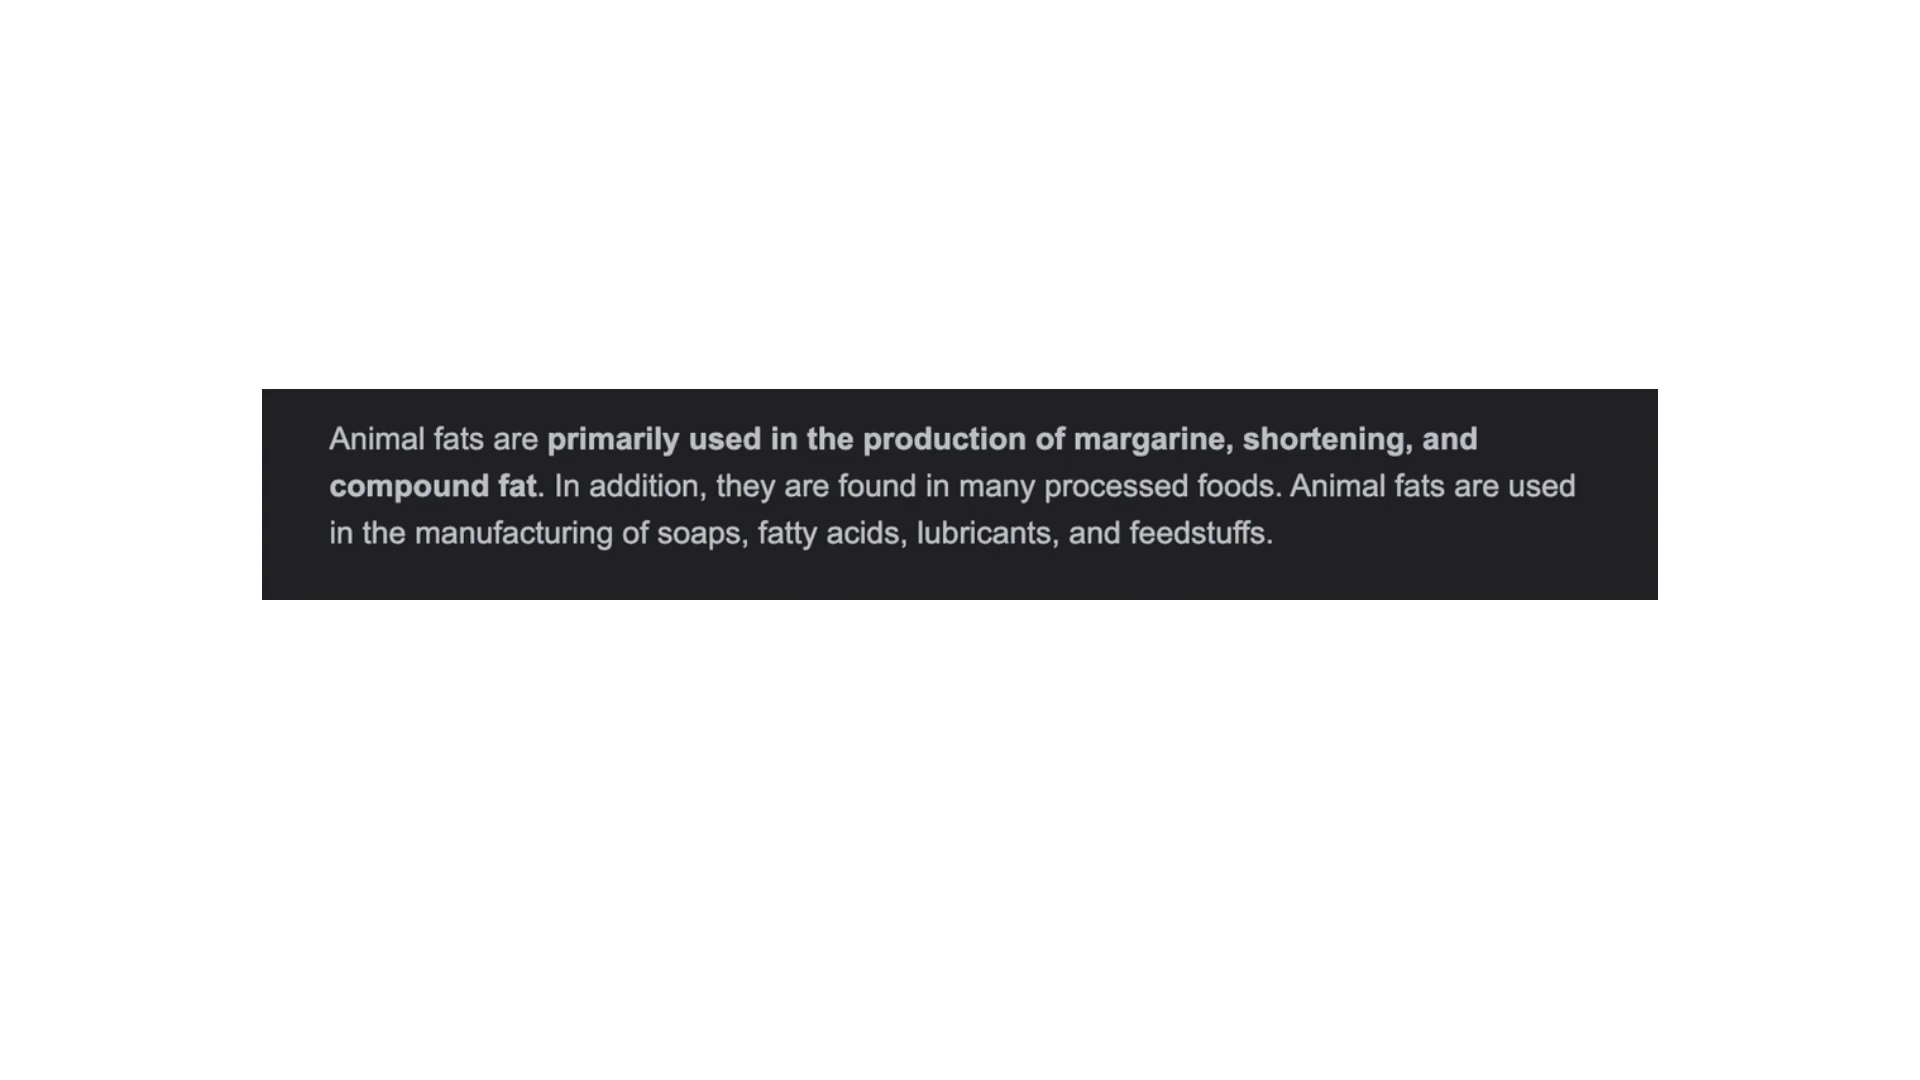 Animal fats are primarily used in the production of margarine, shortening, and
compound fat. In addition, they are found in many processed foods. Animal fats are used
in the manufacturing of soaps, fatty acids, lubricants, and feedstuffs.